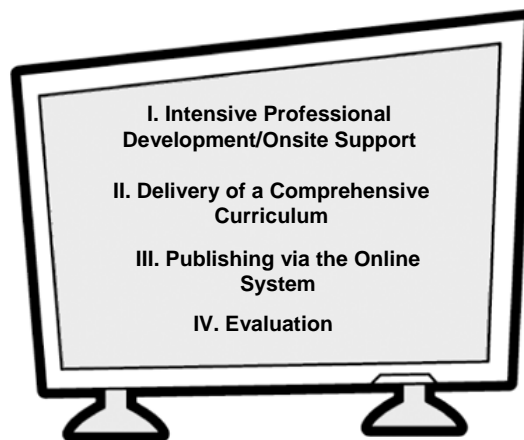 I. Intensive Professional
Development/Onsite Support
II. Delivery of a Comprehensive
Curriculum
III. Publishing via the Online
System
IV. Evaluation